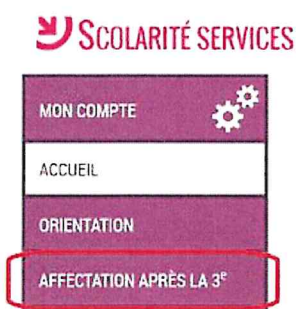 SCOLARITÉ SERVICES
MON COMPTE
ACCUEIL
ORIENTATION
AFFECTATION APRÈS LA 3ᵉ